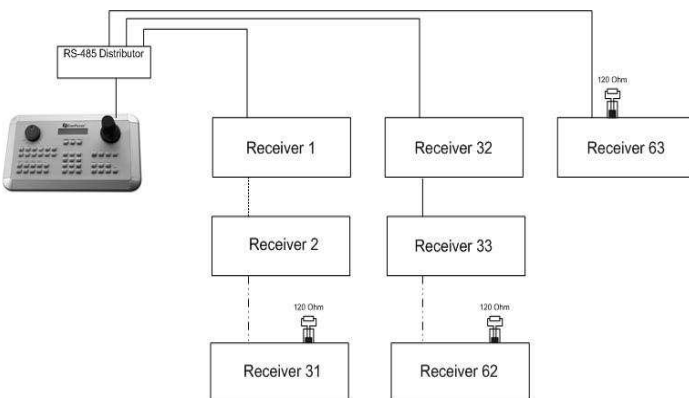 RS-485 Distributor
120 Ohm
Receiver 1
Receiver 32
Receiver 63
Receiver 2
Receiver 33
120 Ohm
120 Ohm
Receiver 31
Receiver 62